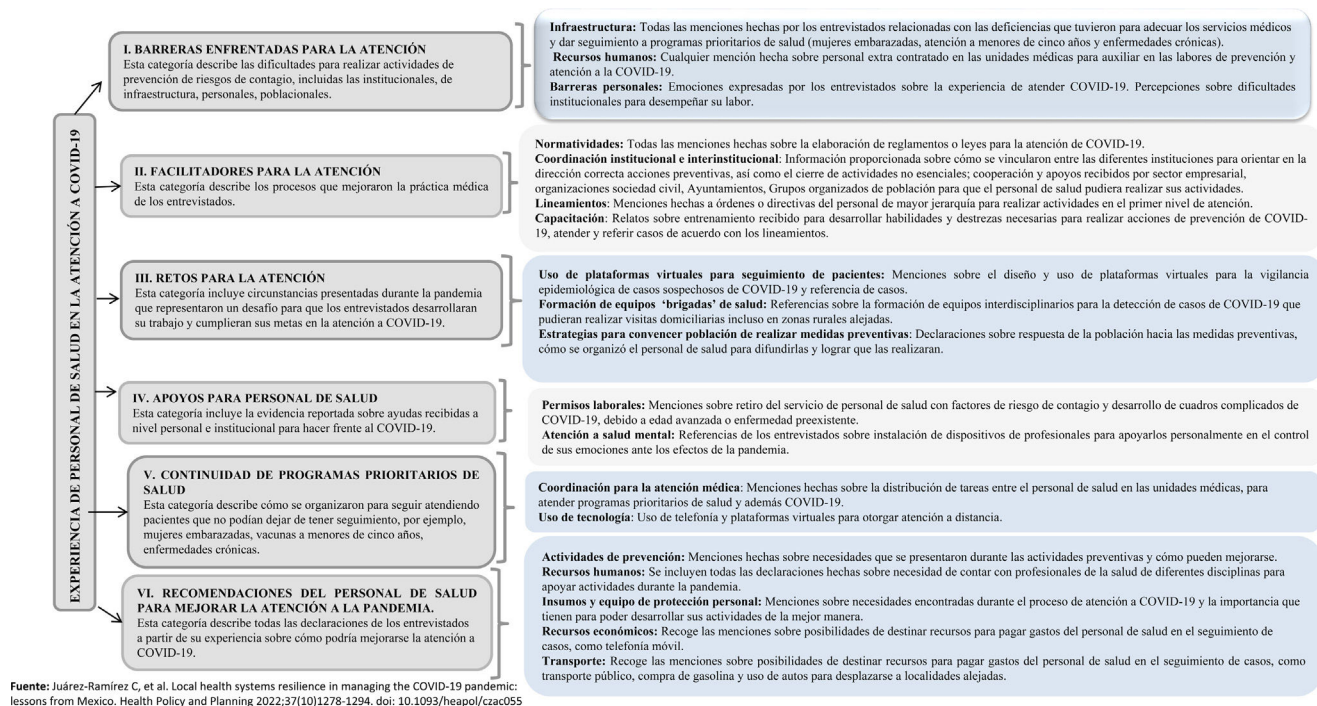 EXPERIENCIA DE PERSONAL DE SALUD EN LA ATENCIÓN A COVID-19
I. BARRERAS ENFRENTADAS PARA LA ATENCIÓN
Esta categoría describe las dificultades para realizar actividades de
prevención de riesgos de contagio, incluidas las institucionales, de
infraestructura, personales, poblacionales.
Infraestructura: Todas las menciones hechas por los entrevistados relacionadas con las deficiencias que tuvieron para adecuar los servicios médicos
y dar seguimiento a programas prioritarios de salud (mujeres embarazadas, atención a menores de cinco años y enfermedades crónicas).
Recursos humanos: Cualquier mención hecha sobre personal extra contratado en las unidades médicas para auxiliar en las labores de prevención y
atención a la COVID-19.
Barreras personales: Emociones expresadas por los entrevistados sobre la experiencia de atender COVID-19. Percepciones sobre dificultades
institucionales para desempeñar su labor.
II. FACILITADORES PARA LA ATENCIÓN
Esta categoría describe los procesos que mejoraron la práctica médica
de los entrevistados.
Normatividades: Todas las menciones hechas sobre la elaboración de reglamentos o leyes para la atención de COVID-19.
Coordinación institucional e interinstitucional: Información proporcionada sobre cómo se vincularon entre las diferentes instituciones para orientar en la
dirección correcta acciones preventivas, así como el cierre de actividades no esenciales; cooperación y apoyos recibidos por sector empresarial,
organizaciones sociedad civil, Ayuntamientos, Grupos organizados de población para que el personal de salud pudiera realizar sus actividades.
Lineamientos: Menciones hechas a órdenes o directivas del personal de mayor jerarquía para realizar actividades en el primer nivel de atención.
Capacitación: Relatos sobre entrenamiento recibido para desarrollar habilidades y destrezas necesarias para realizar acciones de prevención de COVID-
19, atender y referir casos de acuerdo con los lineamientos.
III. RETOS PARA LA ATENCIÓN
Esta categoría incluye circunstancias presentadas durante la pandemia
que representaron un desafío para que los entrevistados desarrollaran
su trabajo y cumplieran sus metas en la atención a COVID-19.
Uso de plataformas virtuales para seguimiento de pacientes: Menciones sobre el diseño y uso de plataformas virtuales para la vigilancia
epidemiológica de casos sospechos de COVID-19 y referencia de casos.
Formación de equipos ‘brigadas’ de salud: Referencias sobre la formación de equipos interdisciplinarios para la detección de casos de COVID-19 que
pudieran realizar visitas domiciliarias incluso en zonas rurales alejadas.
Estrategias para convencer población de realizar medidas preventivas: Declaraciones sobre respuesta de la población hacia las medidas preventivas,
cómo se organizó el personal de salud para difundirlas y lograr que las realizaran.
IV. APOYOS PARA PERSONAL DE SALUD
Esta categoría incluye la evidencia reportada sobre ayudas recibidas a
nivel personal e institucional para hacer frente al COVID-19.
Permisos laborales: Menciones sobre retiro del servicio de personal de salud con factores de riesgo de contagio y desarrollo de cuadros complicados de
COVID-19, debido a edad avanzada o enfermedad preexistente.
Atención a salud mental: Referencias de los entrevistados sobre instalación de dispositivos de profesionales para apoyarlos personalmente en el control
de sus emociones ante los efectos de la pandemia.
V. CONTINUIDAD DE PROGRAMAS PRIORITARIOS DE
SALUD
Esta categoría describe cómo se organizaron para seguir atendiendo
pacientes que no podían dejar de tener seguimiento, por ejemplo,
mujeres embarazadas, vacunas a menores de cinco años,
enfermedades crónicas.
Coordinación para la atención médica: Menciones hechas sobre la distribución de tareas entre el personal de salud en las unidades médicas, para
atender programas prioritarios de salud y además COVID-19.
Uso de tecnología: Uso de telefonía y plataformas virtuales para otorgar atención a distancia.
VI. RECOMENDACIONES DEL PERSONAL DE SALUD
PARA MEJORAR LA ATENCIÓN A LA PANDEMIA.
Esta categoría describe todas las declaraciones de los entrevistados
a partir de su experiencia sobre cómo podría mejorarse la atención a
COVID-19.
Actividades de prevención: Menciones hechas sobre necesidades que se presentaron durante las actividades preventivas y cómo pueden mejorarse.
Recursos humanos: Se incluyen todas las declaraciones hechas sobre necesidad de contar con profesionales de la salud de diferentes disciplinas para
apoyar actividades durante la pandemia.
Insumos y equipo de protección personal: Menciones sobre necesidades encontradas durante el proceso de atención a COVID-19 y la importancia que
tienen para poder desarrollar sus actividades de la mejor manera.
Recursos económicos: Recoge las menciones sobre posibilidades de destinar recursos para pagar gastos del personal de salud en el seguimiento de
casos, como telefonía móvil.
Transporte: Recoge las menciones sobre posibilidades de destinar recursos para pagar gastos del personal de salud en el seguimiento de casos, como
transporte público, compra de gasolina y uso de autos para desplazarse a localidades alejadas.
Fuente: Juárez-Ramírez C, et al. Local health systems resilience in managing the COVID-19 pandemic:
lessons from Mexico. Health Policy and Planning 2022;37(10)1278-1294. doi: 10.1093/heapol/czac055